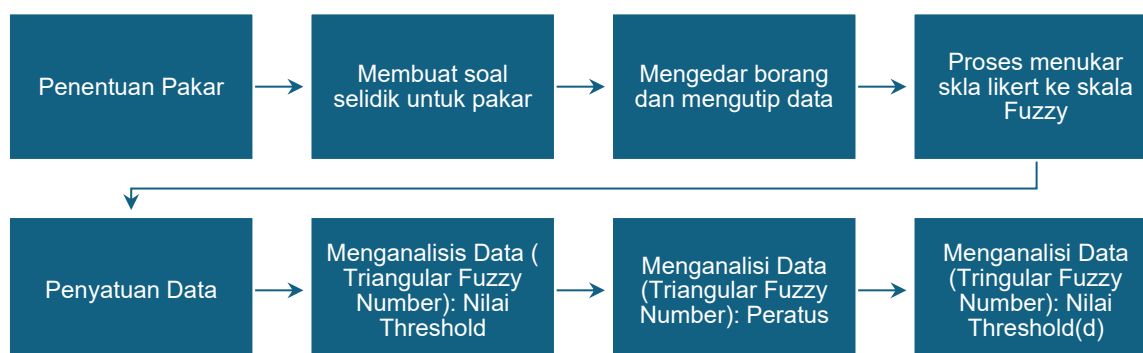 Penentuan Pakar
Membuat soal
selidik untuk pakar
Mengedar borang
dan mengutip data
Proses menukar
skla likert ke skala
Fuzzy
Penyatuan Data
Menganalisis Data (
Triangular Fuzzy
Number): Nilai
Threshold
Menganalisi Data
(Triangular Fuzzy
Number): Peratus
Menganalisi Data
(Tringular Fuzzy
Number): Nilai
Threshold(d)